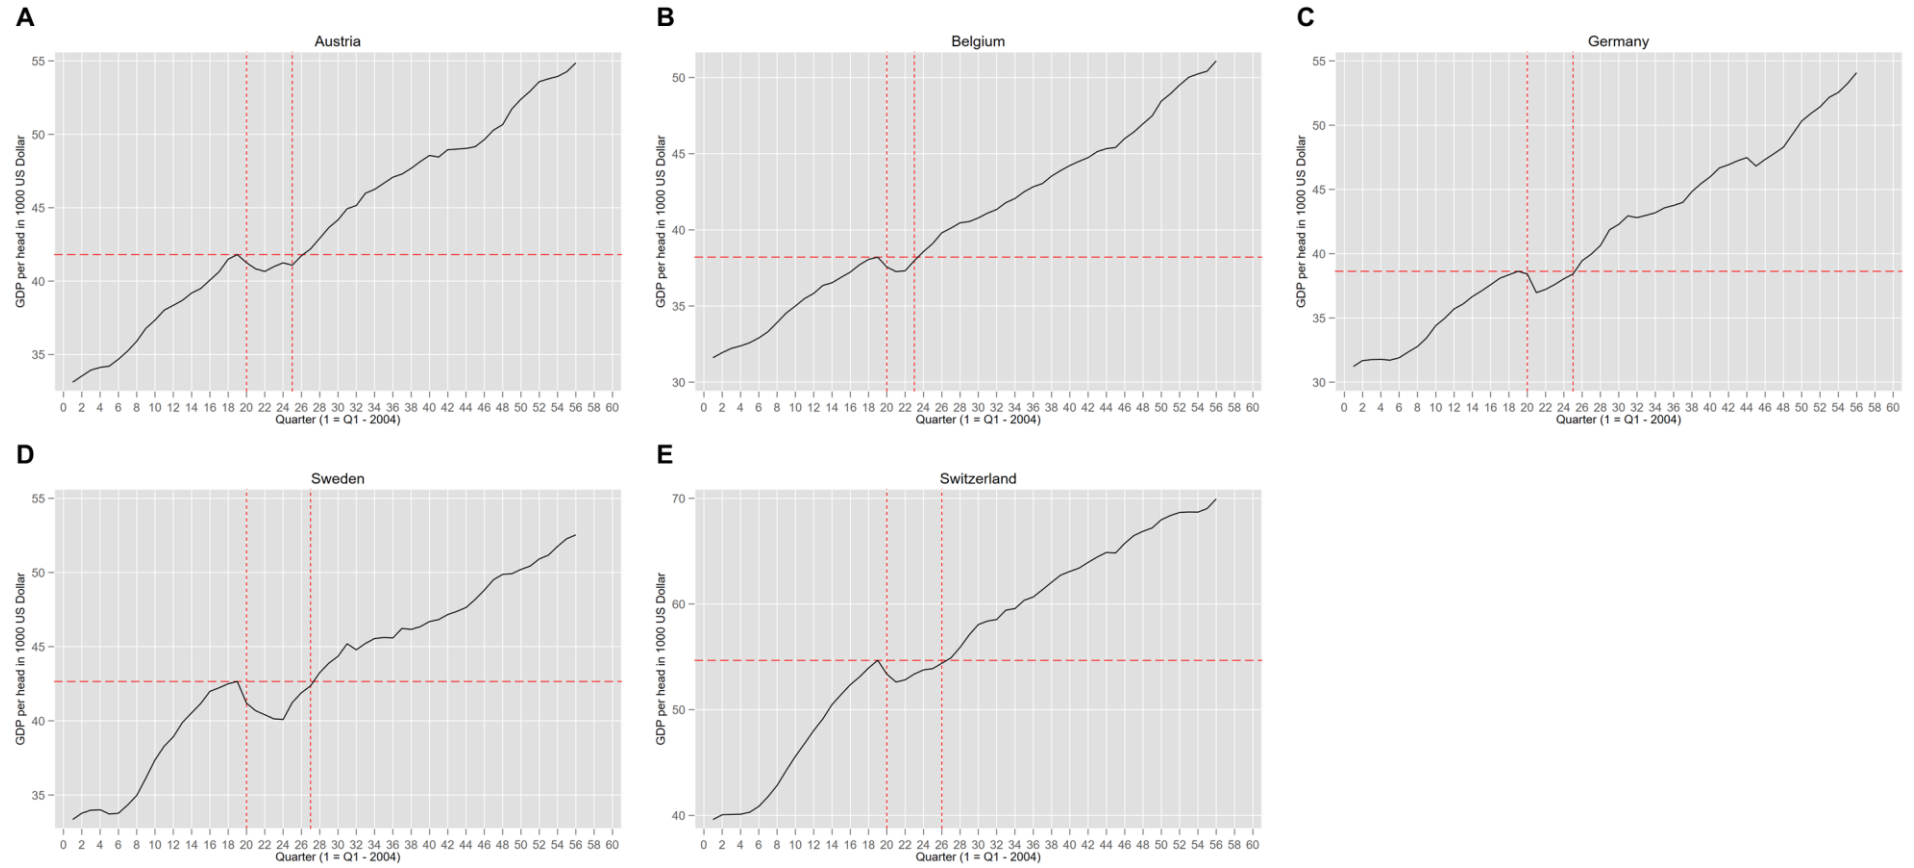 A
Austria
GDP per head in 1000 US Dollar
55
50
45
40
35
0 2 4 6 8 10 12 14 16 18 20 22 24 26 28 30 32 34 36 38 40 42 44 46 48 50 52 54 56 58 60
Quarter (1 = Q1 - 2004)
B
Belgium
GDP per head in 1000 US Dollar
50
45
40
35
30
0 2 4 6 8 10 12 14 16 18 20 22 24 26 28 30 32 34 36 38 40 42 44 46 48 50 52 54 56 58 60
Quarter (1 = Q1 - 2004)
C
Germany
GDP per head in 1000 US Dollar
55
50
45
40
35
30
0 2 4 6 8 10 12 14 16 18 20 22 24 26 28 30 32 34 36 38 40 42 44 46 48 50 52 54 56 58 60
Quarter (1 = Q1 - 2004)
D
Sweden
GDP per head in 1000 US Dollar
55
50
45
40
35
0 2 4 6 8 10 12 14 16 18 20 22 24 26 28 30 32 34 36 38 40 42 44 46 48 50 52 54 56 58 60
Quarter (1 = Q1 - 2004)
E
Switzerland
GDP per head in 1000 US Dollar
70
60
50
40
0 2 4 6 8 10 12 14 16 18 20 22 24 26 28 30 32 34 36 38 40 42 44 46 48 50 52 54 56 58 60
Quarter (1 = Q1 - 2004)